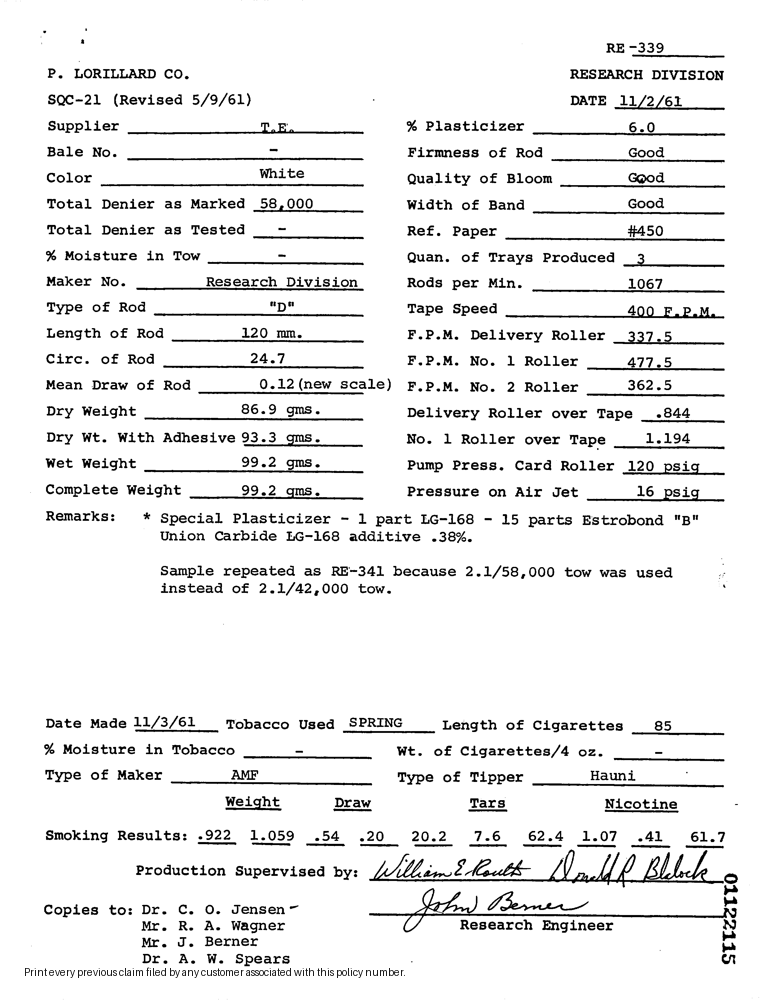 RE-339
P. LORILLARD CO. RESEARCH DIVISION
SQC-21 (Revised 5/9/61) DATE 11/2/61
Supplier T.E. % Plasticizer 6.0
Bale No. - Firmness of Rod Good
Color White Quality of Bloom Good
Total Denier as Marked 58,000 Width of Band Good
Total Denier as Tested - Ref. Paper #450
% Moisture in Tow - Quan. of Trays Produced 3
Maker No. Research Division Rods per Min. 1067
Type of Rod "D" Tape Speed 400 F.P.M.
Length of Rod 120 mm. F.P.M. Delivery Roller 337.5
Circ. of Rod 24.7 F.P.M. No. 1 Roller 477.5
Mean Draw of Rod 0.12 (new scale) F.P.M. No. 2 Roller 362.5
Dry Weight 86.9 gms. Delivery Roller over Tape .844
Dry Wt. With Adhesive 93.3 gms. No. 1 Roller over Tape 1.194
Wet Weight 99.2 gms. Pump Press. Card Roller 120 psig
Complete Weight 99.2 gms. Pressure on Air Jet 16 psig
Remarks: * Special Plasticizer - 1 part LG-168 - 15 parts Estrobond "B"
Union Carbide LG-168 additive .38%.
Sample repeated as RE-341 because 2.1/58,000 tow was used
instead of 2.1/42,000 tow.
Date Made 11/3/61 Tobacco Used SPRING Length of Cigarettes 85
% Moisture in Tobacco - Wt. of Cigarettes/4 oz. -
Type of Maker AMF Type of Tipper Hauni
Weight Draw Tars Nicotine
Smoking Results: .922 1.059 .54 .20 20.2 7.6 62.4 1.07 .41 61.7
Production Supervised by: William E. Routh Donald R Blalock
John Berner
Copies to: Dr. C. O. Jensen
Research Engineer
Mr. R. A. Wagner
Mr. J. Berner
Dr. A. W. Spears
01122115
Print every previous claim filed by any customer associated with this policy number.